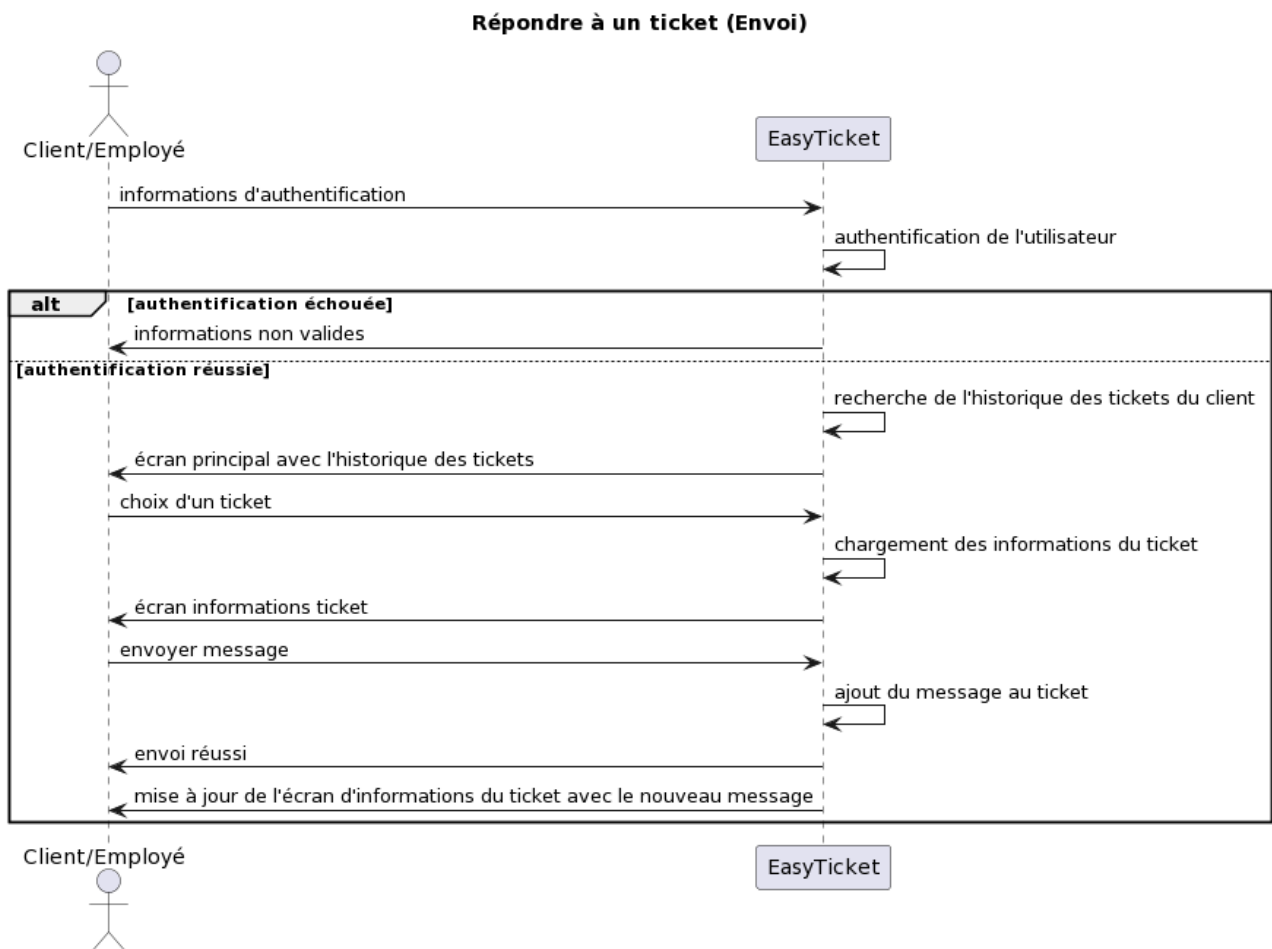 Répondre à un ticket (Envoi)
Client/Employé
EasyTicket
informations d'authentification
authentification de l'utilisateur
alt [authentification échouée]
informations non valides
[authentification réussie]
recherche de l'historique des tickets du client
écran principal avec l'historique des tickets
choix d'un ticket
chargement des informations du ticket
écran informations ticket
envoyer message
ajout du message au ticket
envoi réussi
mise à jour de l'écran d'informations du ticket avec le nouveau message
Client/Employé
EasyTicket